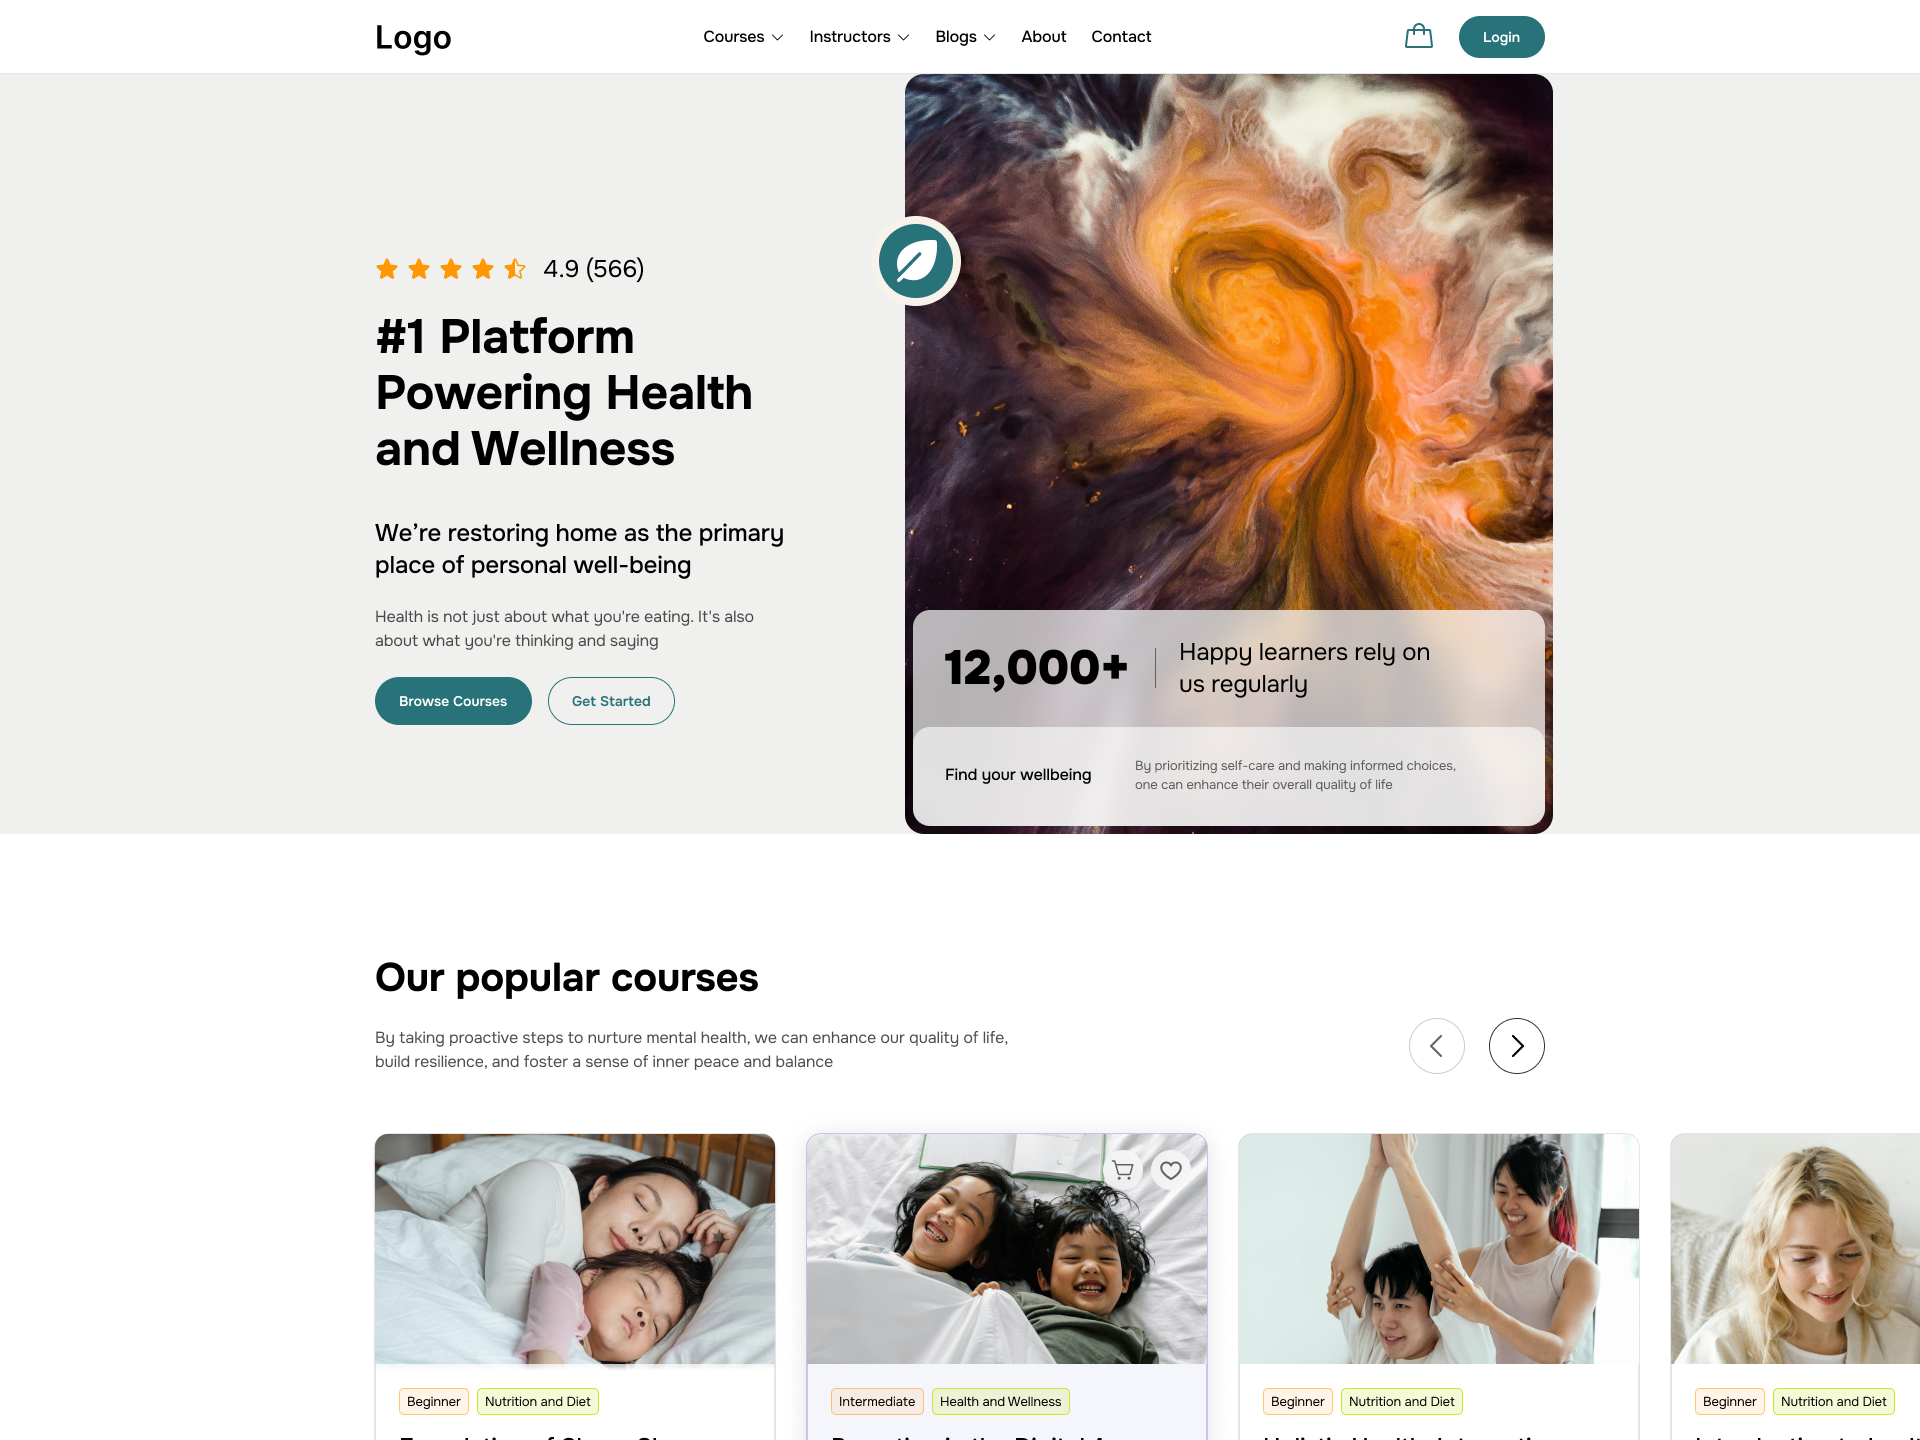 Logo
Courses
Instructors
Blogs
About
Contact
Login
4.9 (566)
#1 Platform
Powering Health
and Wellness
We’re restoring home as the primary
place of personal well-being
Health is not just about what you're eating. It's also
about what you're thinking and saying
Browse Courses
Get Started
12,000+
Happy learners rely on
us regularly
Find your wellbeing
By prioritizing self-care and making informed choices,
one can enhance their overall quality of life
Our popular courses
By taking proactive steps to nurture mental health, we can enhance our quality of life,
build resilience, and foster a sense of inner peace and balance
Beginner
Nutrition and Diet
Intermediate
Health and Wellness
Beginner
Nutrition and Diet
Beginner
Nutrition and Diet